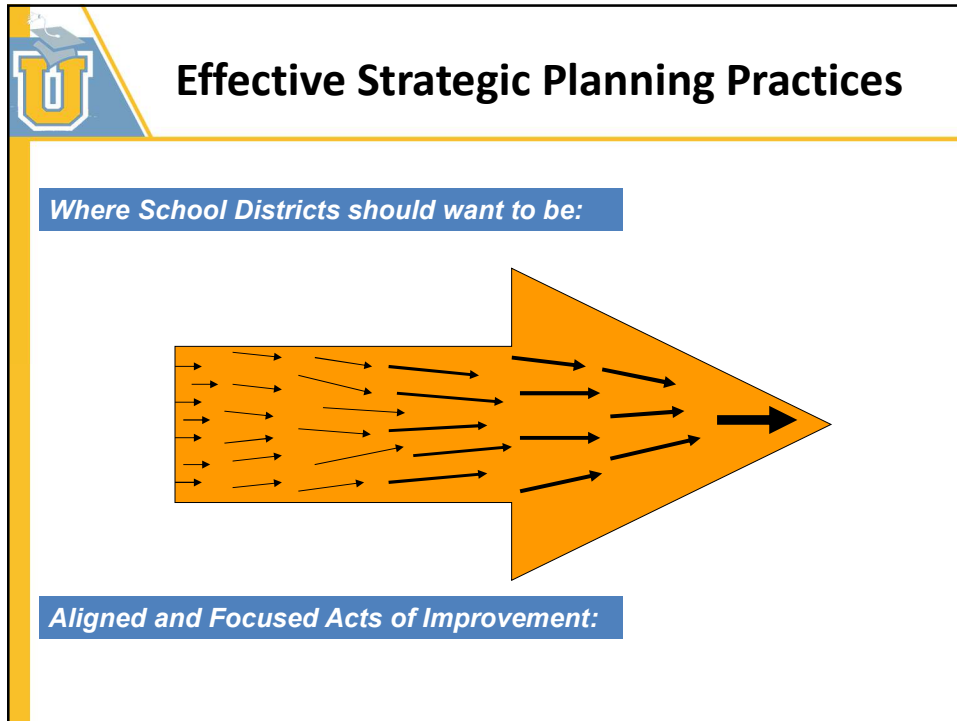 U
Effective Strategic Planning Practices
Where School Districts should want to be:
Aligned and Focused Acts of Improvement: